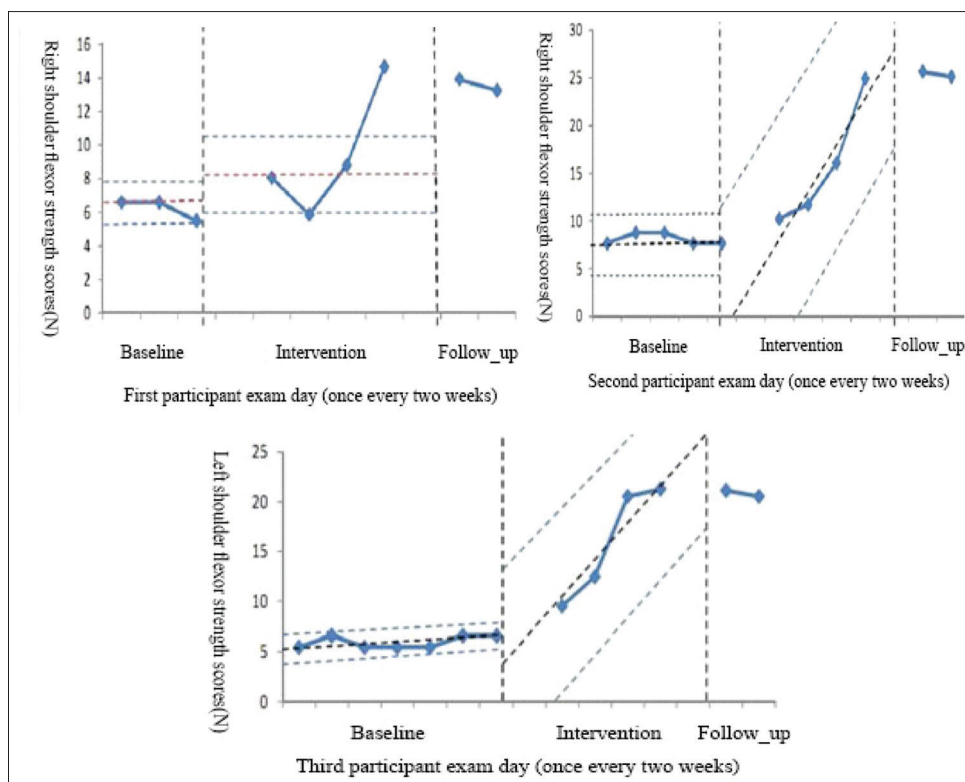 Right shoulder flexor strength scores(N)
16
14
12
10
8
6
4
2
0
Baseline
Intervention
Follow_up
First participant exam day (once every two weeks)
Right shoulder flexor strength scores(N)
30
25
20
15
10
5
0
Baseline
Intervention
Follow_up
Second participant exam day (once every two weeks)
Left shoulder flexor strength scores(N)
25
20
15
10
5
0
Baseline
Intervention
Follow_up
Third participant exam day (once every two weeks)